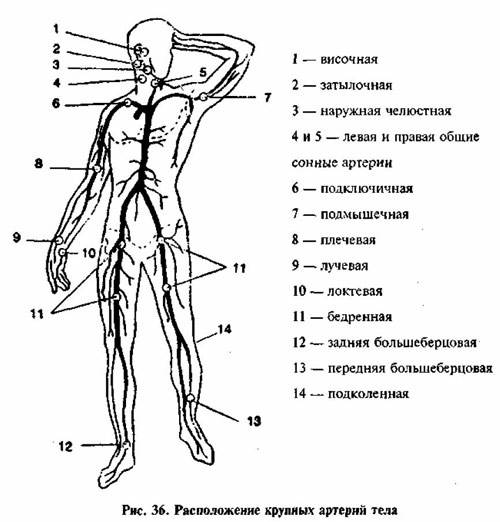 1
2
3
4
5
6
7
8
9
10
11
11
12
13
14
1 — височная
2 — затылочная
3 — наружная челюстная
4 и 5 — левая и правая общие
сонные артерии
6 — подключичная
7 — подмышечная
8 — плечевая
9 — лучевая
10 — локтевая
11 — бедренная
12 — задняя большеберцовая
13 — передняя большеберцовая
14 — подколенная
Рис. 36. Расположение крупных артерий тела